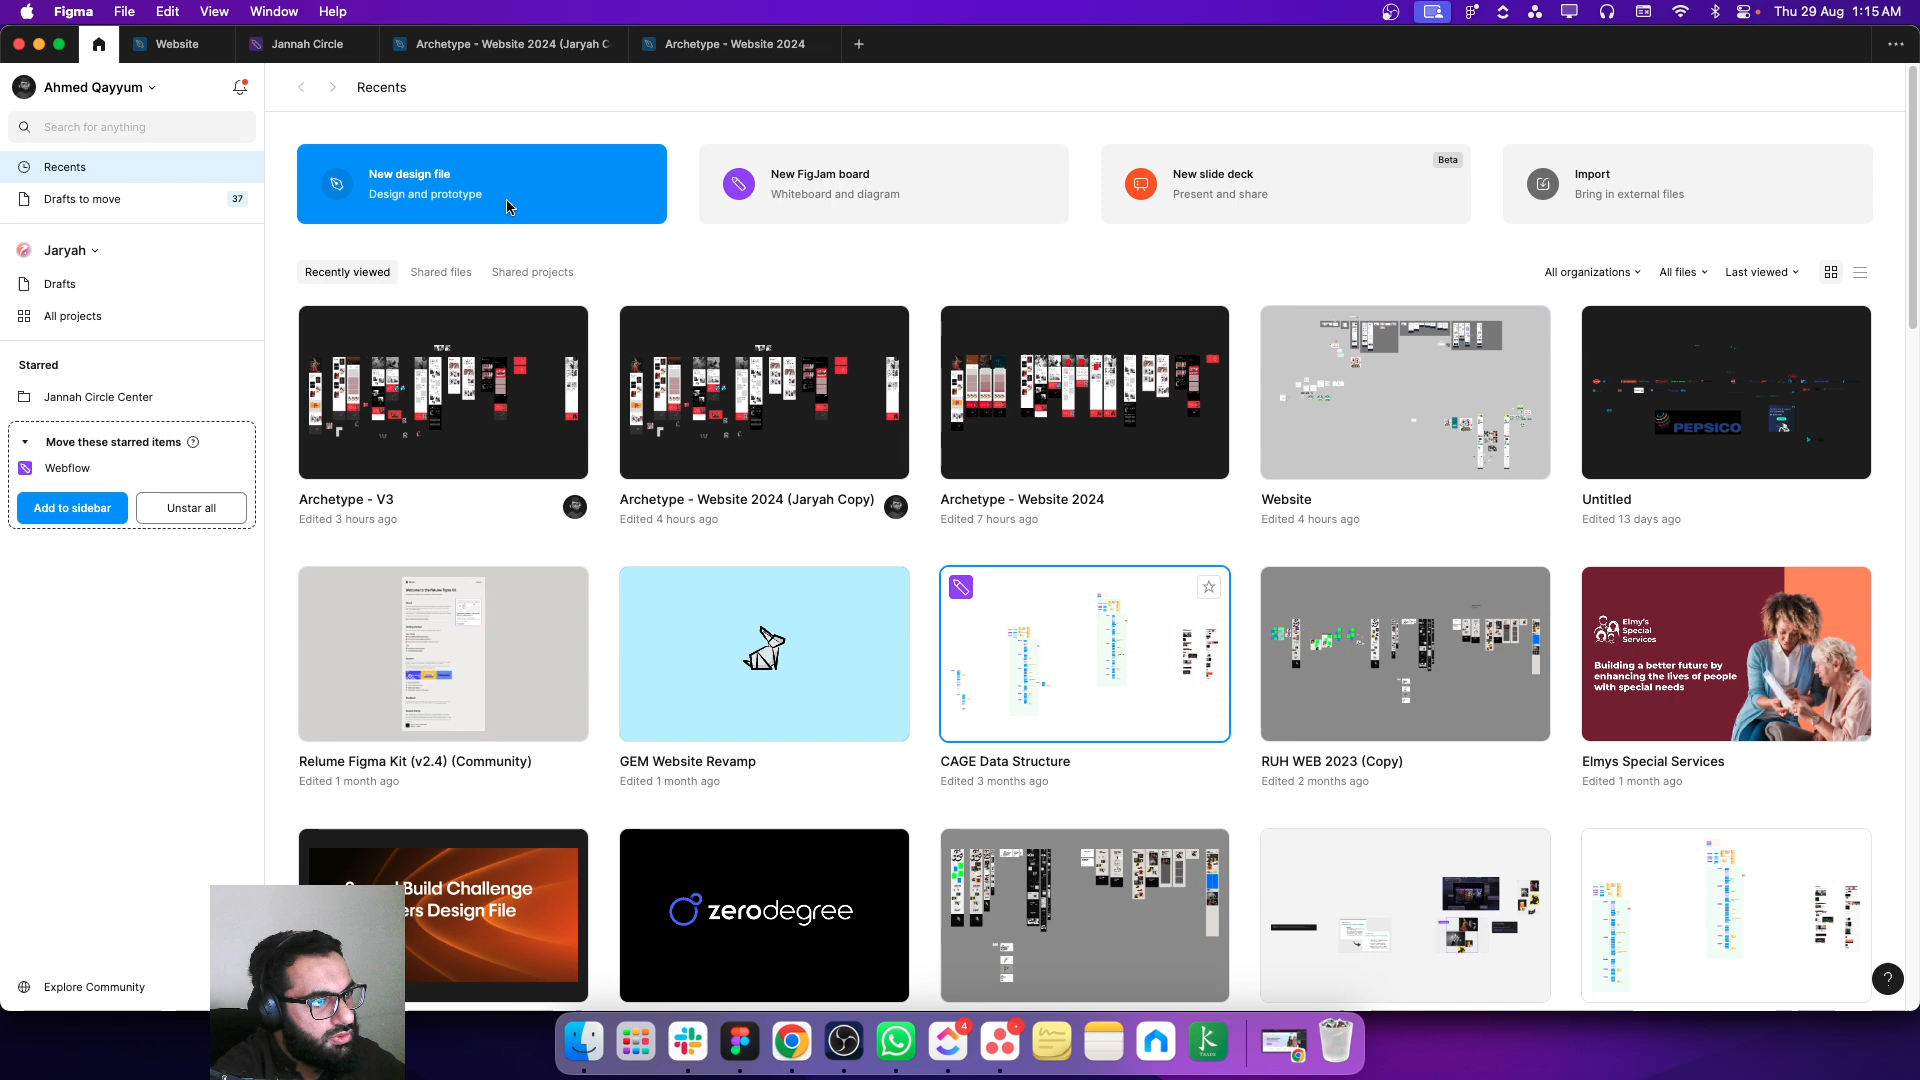 Figma File Edit View Window Help
Thu 29 Aug 1:15 AM
Website
Jannah Circle
Archetype - Website 2024 (Jaryah C
Archetype - Website 2024
Ahmed Qayyum
Recents
Search for anything
Recents
Drafts to move 37
Jaryah
Drafts
All projects
Starred
Jannah Circle Center
Move these starred items
Webflow
Add to sidebar
Unstar all
Explore Community
New design file
Design and prototype
New FigJam board
Whiteboard and diagram
Beta
New slide deck
Present and share
Import
Bring in external files
Recently viewed Shared files Shared projects
All organizations All files Last viewed
PEPSICO
Archetype - V3
Edited 3 hours ago
Archetype - Website 2024 (Jaryah Copy)
Edited 4 hours ago
Archetype - Website 2024
Edited 7 hours ago
Website
Edited 4 hours ago
Untitled
Edited 13 days ago
Welcome to the Relume Figma Kit
Elmy's
Special
Services
Building a better future by
enhancing the lives of people
with special needs
Relume Figma Kit (v2.4) (Community)
Edited 1 month ago
GEM Website Revamp
Edited 1 month ago
CAGE Data Structure
Edited 3 months ago
RUH WEB 2023 (Copy)
Edited 2 months ago
Elmys Special Services
Edited 1 month ago
Build Challenge
ers Design File
zerodegree
?
4
TRADE